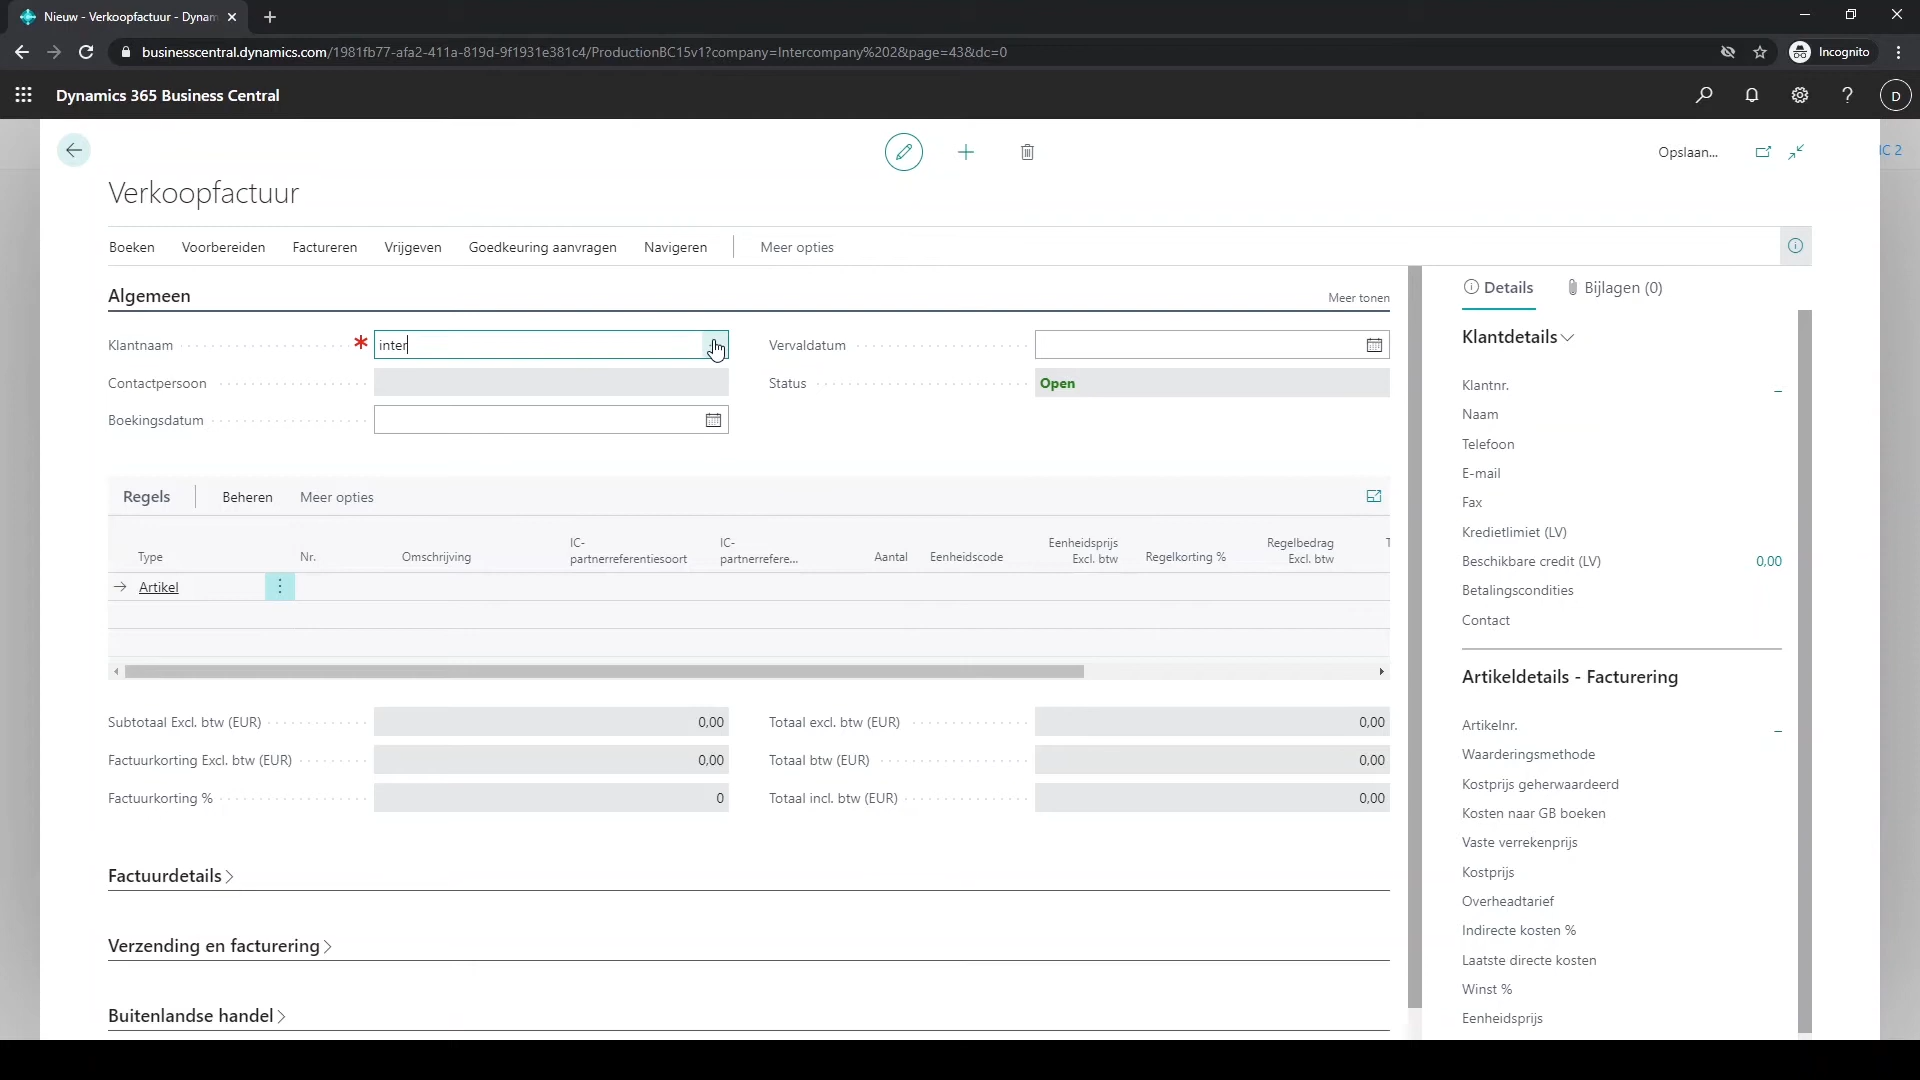 Nieuw - Verkoopfactuur - Dynam
businesscentral.dynamics.com/1981fb77-afa2-411a-819d-9f1931e381c4/ProductionBC15v1?company=Intercompany%202&page=43&dc=0
Incognito
Dynamics 365 Business Central
?
D
Opslaan...
IC 2
Verkoopfactuur
Boeken Voorbereiden Factureren Vrijgeven Goedkeuring aanvragen Navigeren Meer opties
Algemeen
Meer tonen
Klantnaam * inter
Vervaldatum
Contactpersoon
Status Open
Boekingsdatum
Regels Beheren Meer opties
Type
Nr.
Omschrijving
IC-
partnerreferentiesoort
IC-
partnerrefere...
Aantal
Eenheidscode
Eenheidsprijs
Excl. btw
Regelkorting %
Regelbedrag
Excl. btw
Artikel
Subtotaal Excl. btw (EUR) 0,00
Totaal excl. btw (EUR) 0,00
Factuurkorting Excl. btw (EUR) 0,00
Totaal btw (EUR) 0,00
Factuurkorting % 0
Totaal incl. btw (EUR) 0,00
Factuurdetails
Verzending en facturering
Buitenlandse handel
Details Bijlagen (0)
Klantdetails
Klantnr. _
Naam
Telefoon
E-mail
Fax
Kredietlimiet (LV)
Beschikbare credit (LV) 0,00
Betalingscondities
Contact
Artikeldetails - Facturering
Artikelnr. _
Waarderingsmethode
Kostprijs geherwaardeerd
Kosten naar GB boeken
Vaste verrekenprijs
Kostprijs
Overheadtarief
Indirecte kosten %
Laatste directe kosten
Winst %
Eenheidsprijs